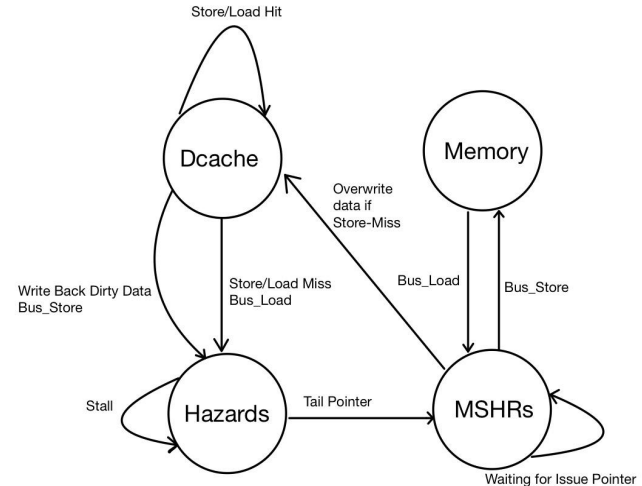 Store/Load Hit
Dcache
Memory
Overwrite
data if
Store-Miss
Write Back Dirty Data
Bus_Store
Store/Load Miss
Bus_Load
Bus_Load
Bus_Store
Stall
Hazards
Tail Pointer
MSHRs
Waiting for Issue Pointer